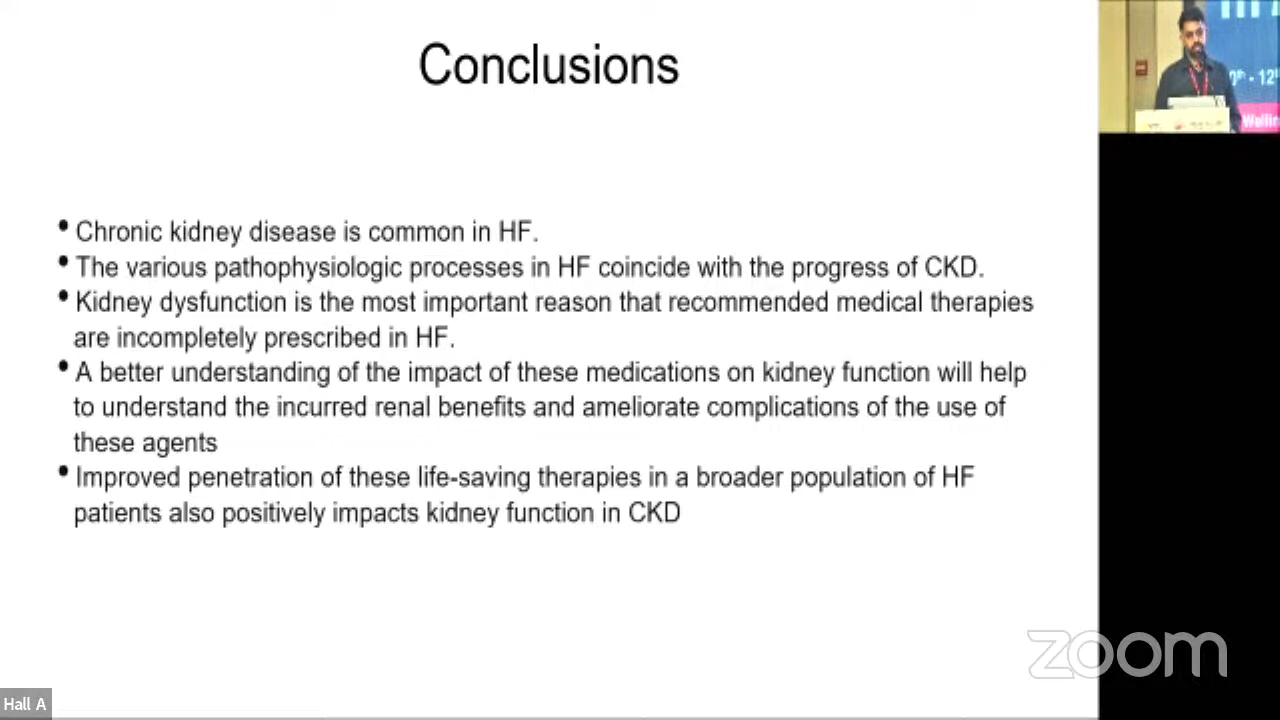 Conclusions
• Chronic kidney disease is common in HF.
• The various pathophysiologic processes in HF coincide with the progress of CKD.
• Kidney dysfunction is the most important reason that recommended medical therapies
are incompletely prescribed in HF.
• A better understanding of the impact of these medications on kidney function will help
to understand the incurred renal benefits and ameliorate complications of the use of
these agents
• Improved penetration of these life-saving therapies in a broader population of HF
patients also positively impacts kidney function in CKD
zoom
Hall A